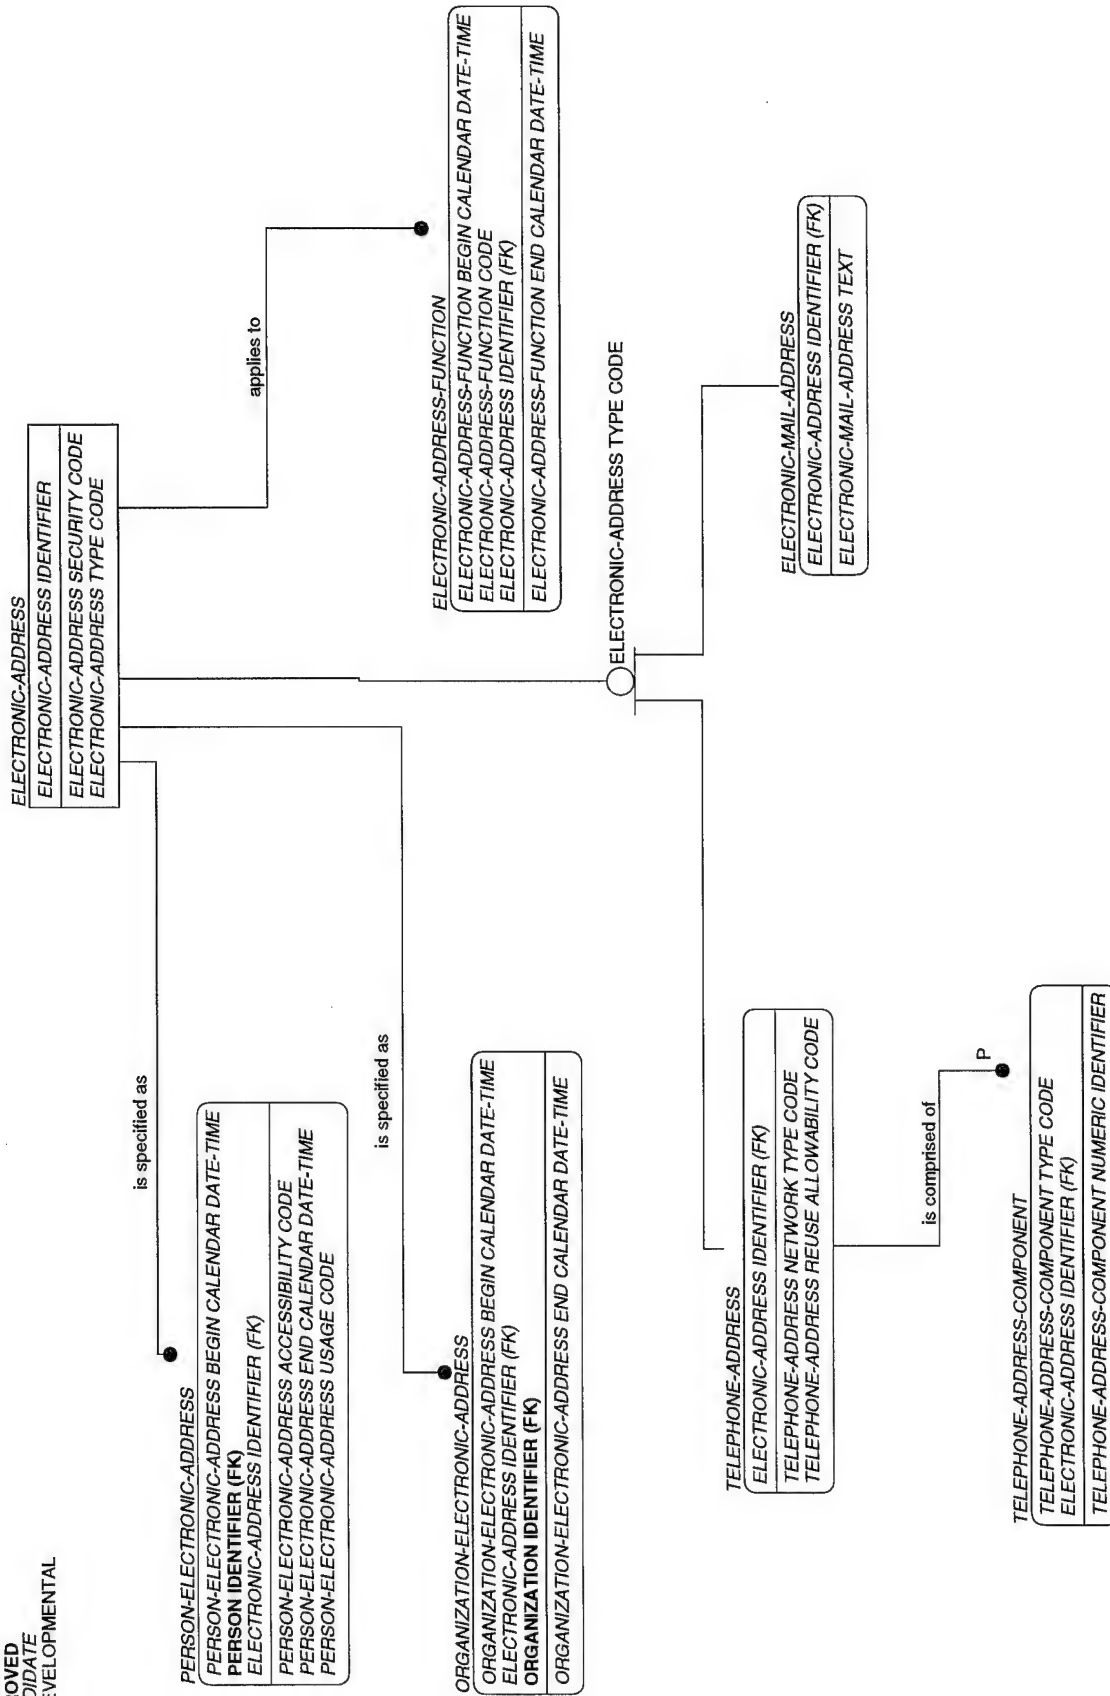 OVED
DIDATE
EVELOPMENTAL
ELECTRONIC-ADDRESS
ELECTRONIC-ADDRESS IDENTIFIER
ELECTRONIC-ADDRESS SECURITY CODE
ELECTRONIC-ADDRESS TYPE CODE
is specified as
applies to
PERSON-ELECTRONIC-ADDRESS
PERSON-ELECTRONIC-ADDRESS BEGIN CALENDAR DATE-TIME
PERSON IDENTIFIER (FK)
ELECTRONIC-ADDRESS IDENTIFIER (FK)
PERSON-ELECTRONIC-ADDRESS ACCESSIBILITY CODE
PERSON-ELECTRONIC-ADDRESS END CALENDAR DATE-TIME
PERSON-ELECTRONIC-ADDRESS USAGE CODE
is specified as
ELECTRONIC-ADDRESS-FUNCTION
ELECTRONIC-ADDRESS-FUNCTION BEGIN CALENDAR DATE-TIME
ELECTRONIC-ADDRESS-FUNCTION CODE
ELECTRONIC-ADDRESS IDENTIFIER (FK)
ELECTRONIC-ADDRESS-FUNCTION END CALENDAR DATE-TIME
ORGANIZATION-ELECTRONIC-ADDRESS
ORGANIZATION-ELECTRONIC-ADDRESS BEGIN CALENDAR DATE-TIME
ELECTRONIC-ADDRESS IDENTIFIER (FK)
ORGANIZATION IDENTIFIER (FK)
ORGANIZATION-ELECTRONIC-ADDRESS END CALENDAR DATE-TIME
ELECTRONIC-ADDRESS TYPE CODE
TELEPHONE-ADDRESS
ELECTRONIC-ADDRESS IDENTIFIER (FK)
TELEPHONE-ADDRESS NETWORK TYPE CODE
TELEPHONE-ADDRESS REUSE ALLOWABILITY CODE
ELECTRONIC-MAIL-ADDRESS
ELECTRONIC-ADDRESS IDENTIFIER (FK)
ELECTRONIC-MAIL-ADDRESS TEXT
is comprised of
P
TELEPHONE-ADDRESS-COMPONENT
TELEPHONE-ADDRESS-COMPONENT TYPE CODE
ELECTRONIC-ADDRESS IDENTIFIER (FK)
TELEPHONE-ADDRESS-COMPONENT NUMERIC IDENTIFIER